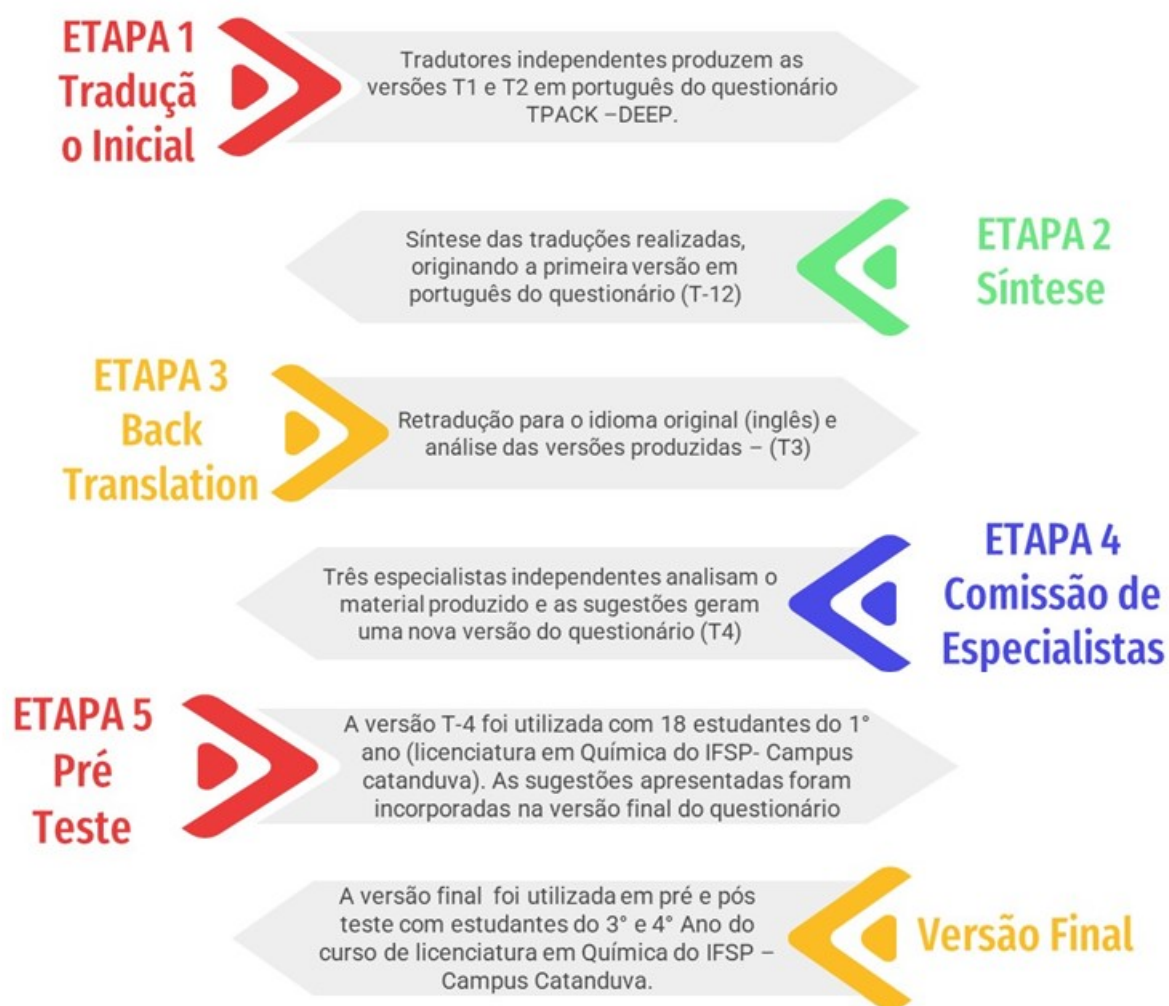 ETAPA 1
Traduçã
o Inicial
Tradutores independentes produzem as
versões T1 e T2 em português do questionário
TPACK –DEEP.
Síntese das traduções realizadas,
originando a primeira versão em
português do questionário (T-12)
ETAPA 2
Síntese
ETAPA 3
Back
Translation
Retradução para o idioma original (inglês) e
análise das versões produzidas – (T3)
Três especialistas independentes analisam o
material produzido e as sugestões geram
uma nova versão do questionário (T4)
ETAPA 4
Comissão de
Especialistas
ETAPA 5
Pré
Teste
A versão T-4 foi utilizada com 18 estudantes do 1°
ano (licenciatura em Química do IFSP- Campus
catanduva). As sugestões apresentadas foram
incorporadas na versão final do questionário
A versão final foi utilizada em pré e pós
teste com estudantes do 3° e 4° Ano do
curso de licenciatura em Química do IFSP –
Campus Catanduva.
Versão Final